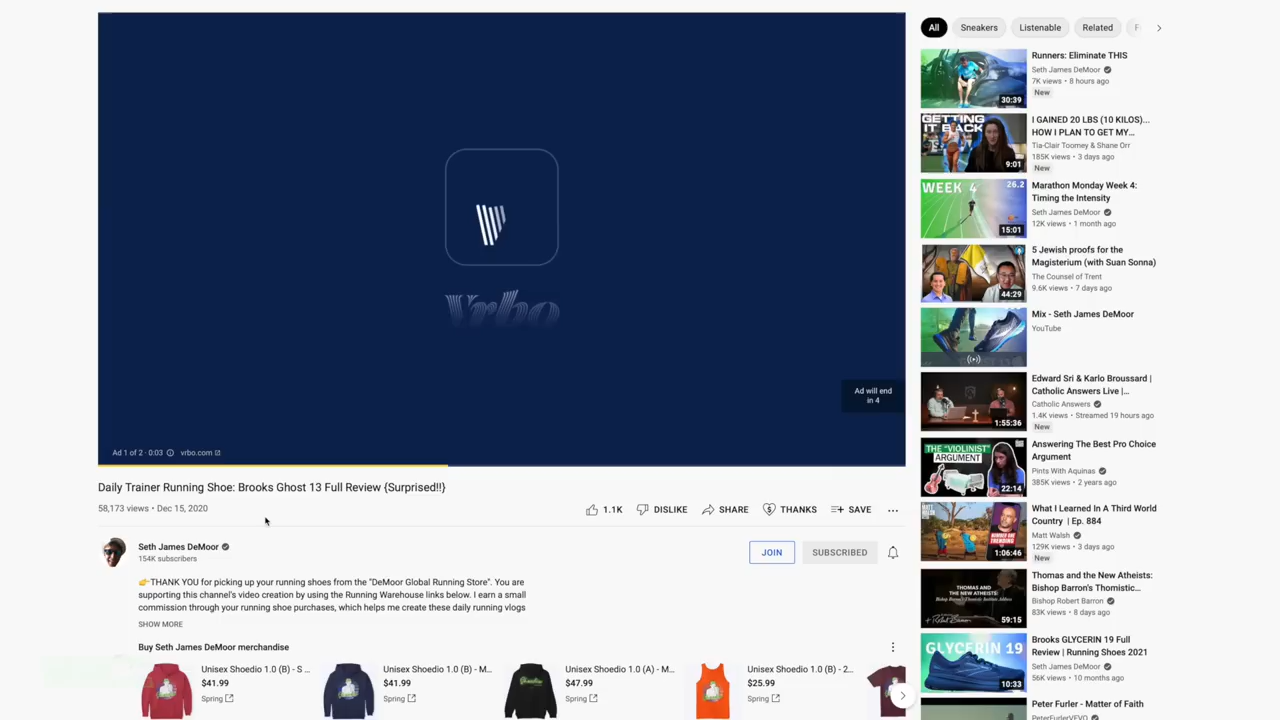 Vrbo
Ad will end
in 4
Ad 1 of 2 · 0:03
vrbo.com
Daily Trainer Running Shoe: Brooks Ghost 13 Full Review {Surprised!!}
58,173 views • Dec 15, 2020
1.1K
DISLIKE
SHARE
THANKS
SAVE
Seth James DeMoor
154K subscribers
JOIN
SUBSCRIBED
👉THANK YOU for picking up your running shoes from the "DeMoor Global Running Store". You are
supporting this channel's video creation by using the Running Warehouse links below. I earn a small
commission through your running shoe purchases, which helps me create these daily running vlogs
SHOW MORE
Buy Seth James DeMoor merchandise
Unisex Shoedio 1.0 (B) - S ...
$41.99
Spring
Unisex Shoedio 1.0 (B) - M...
$41.99
Spring
Unisex Shoedio 1.0 (A) - M...
$47.99
Spring
Unisex Shoedio 1.0 (B) - 2...
$25.99
Spring
All
Sneakers
Listenable
Related
30:39
Runners: Eliminate THIS
Seth James DeMoor
7K views • 8 hours ago
New
GETTING
IT BACK
9:01
I GAINED 20 LBS (10 KILOS)...
HOW I PLAN TO GET MY...
Tia-Clair Toomey & Shane Orr
185K views • 3 days ago
New
WEEK 4
26.2
15:01
Marathon Monday Week 4:
Timing the Intensity
Seth James DeMoor
12K views • 1 month ago
44:29
5 Jewish proofs for the
Magisterium (with Suan Sonna)
The Counsel of Trent
9.6K views • 7 days ago
Mix - Seth James DeMoor
YouTube
1:55:36
Edward Sri & Karlo Broussard |
Catholic Answers Live |...
Catholic Answers
1.4K views • Streamed 19 hours ago
New
THE "VIOLINIST"
ARGUMENT
22:14
Answering The Best Pro Choice
Argument
Pints With Aquinas
385K views • 2 years ago
1:06:46
What I Learned In A Third World
Country | Ep. 884
Matt Walsh
129K views • 3 days ago
New
THOMAS AND
THE NEW ATHEISTS:
59:15
Thomas and the New Atheists:
Bishop Barron's Thomistic...
Bishop Robert Barron
83K views • 8 days ago
GLYCERIN 19
10:33
Brooks GLYCERIN 19 Full
Review | Running Shoes 2021
Seth James DeMoor
56K views • 10 months ago
Peter Furler - Matter of Faith
PeterFurlerVEVO